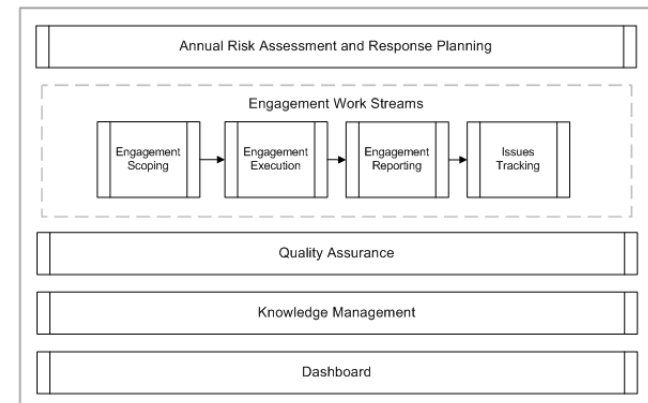 Annual Risk Assessment and Response Planning
Engagement Work Streams
Engagement
Scoping
Engagement
Execution
Engagement
Reporting
Issues
Tracking
Quality Assurance
Knowledge Management
Dashboard